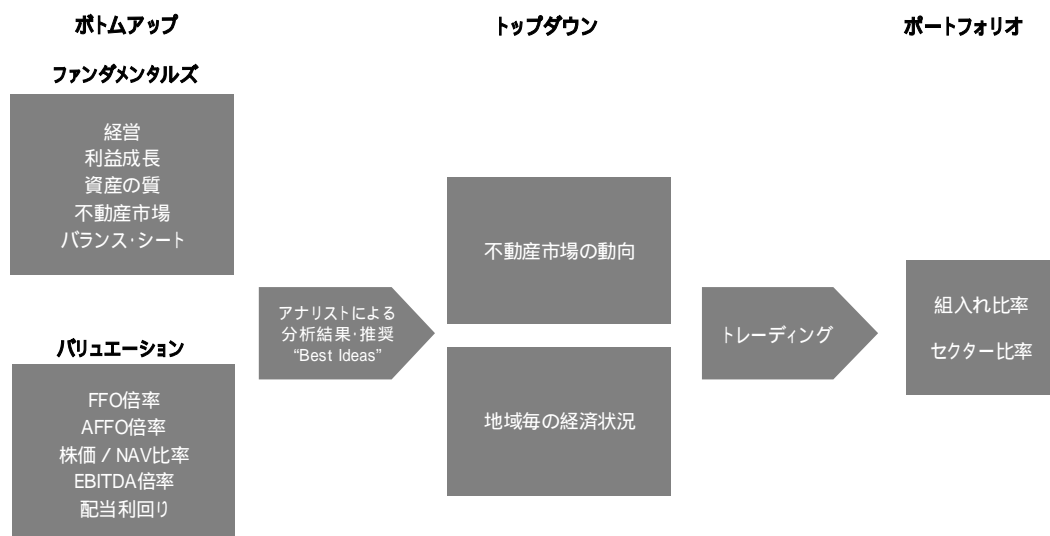 ボトムアップ
トップダウン
ポートフォリオ
ファンダメンタルズ
経営
利益成長
資産の質
不動産市場
バランス・シート
バリュエーション
FFO倍率
AFFO倍率
株価 / NAV比率
EBITDA倍率
配当利回り
アナリストによる
分析結果・推奨
“Best Ideas”
不動産市場の動向
地域毎の経済状況
トレーディング
組入れ比率
セクター比率